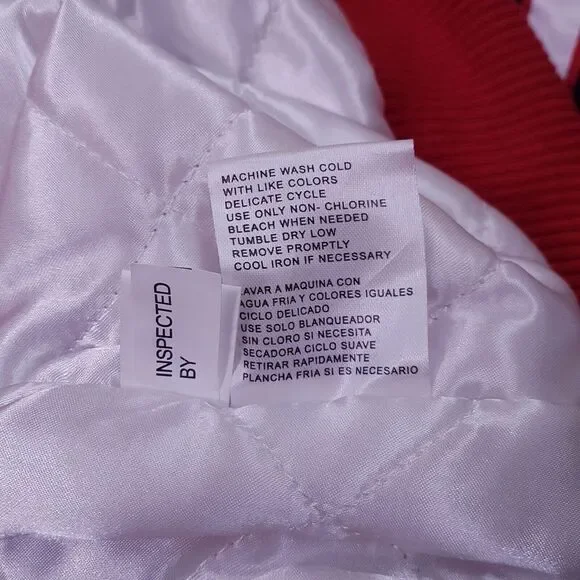 MACHINE WASH COLD
WITH LIKE COLORS
DELICATE CYCLE
USE ONLY NON- CHLORINE
BLEACH WHEN NEEDED
TUMBLE DRY LOW
REMOVE PROMPTLY
COOL IRON IF NECESSARY
AVAR A MAQUINA CON
AGUA FRIA Y COLORES IGUALES
CICLO DELICADO
USE SOLO BLANQUEADOR
SIN CLORO SI NECESITA
SECADORA CICLO SUAVE
RETIRAR RAPIDAMENTE
PLANCHA FRIA SI ES NECESARIO
INSPECTED
BY